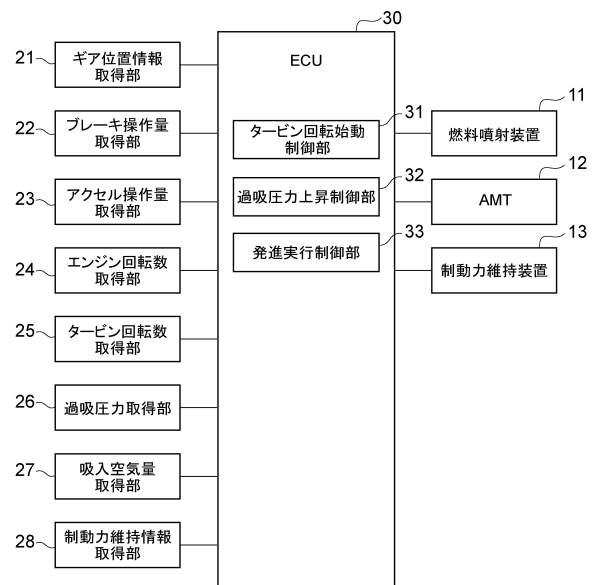 30
21
ギア位置情報
取得部
22
ブレーキ操作量
取得部
23
アクセル操作量
取得部
24
エンジン回転数
取得部
25
タービン回転数
取得部
26
過吸圧力取得部
27
吸入空気量
取得部
28
制動力維持情報
取得部
ECU
31
タービン回転始動
制御部
32
過吸圧力上昇制御部
33
発進実行制御部
11
燃料噴射装置
12
AMT
13
制動力維持装置